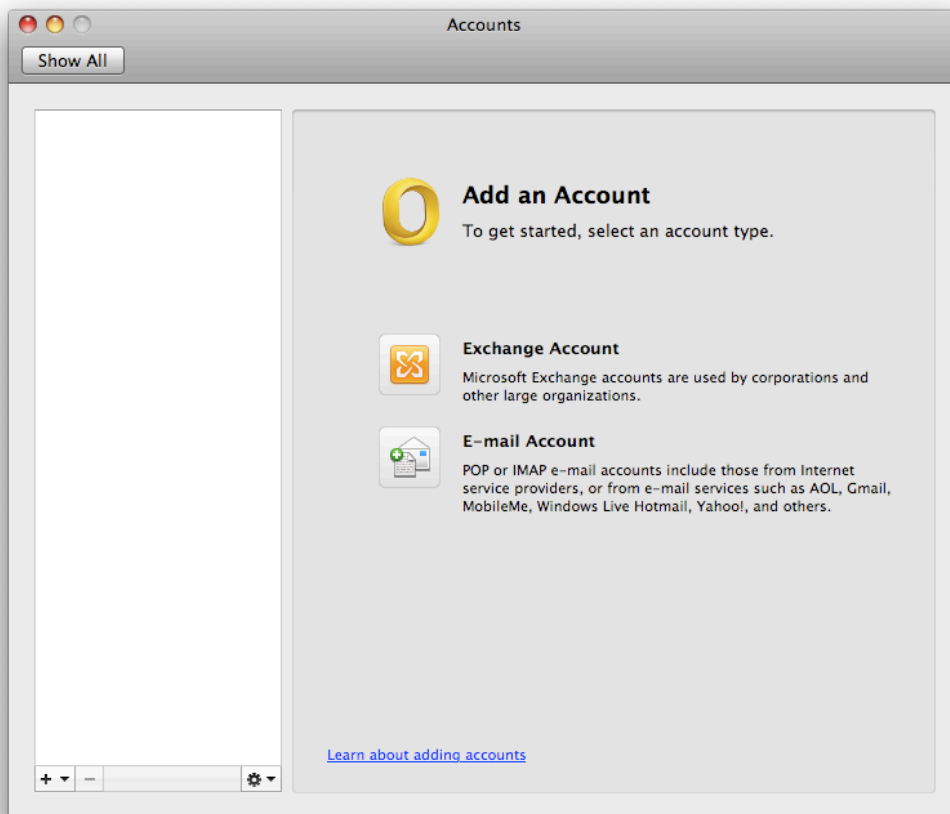 Accounts
Show All
Add an Account
To get started, select an account type.
Exchange Account
Microsoft Exchange accounts are used by corporations and
other large organizations.
E-mail Account
POP or IMAP e-mail accounts include those from Internet
service providers, or from e-mail services such as AOL, Gmail,
MobileMe, Windows Live Hotmail, Yahoo!, and others.
Learn about adding accounts